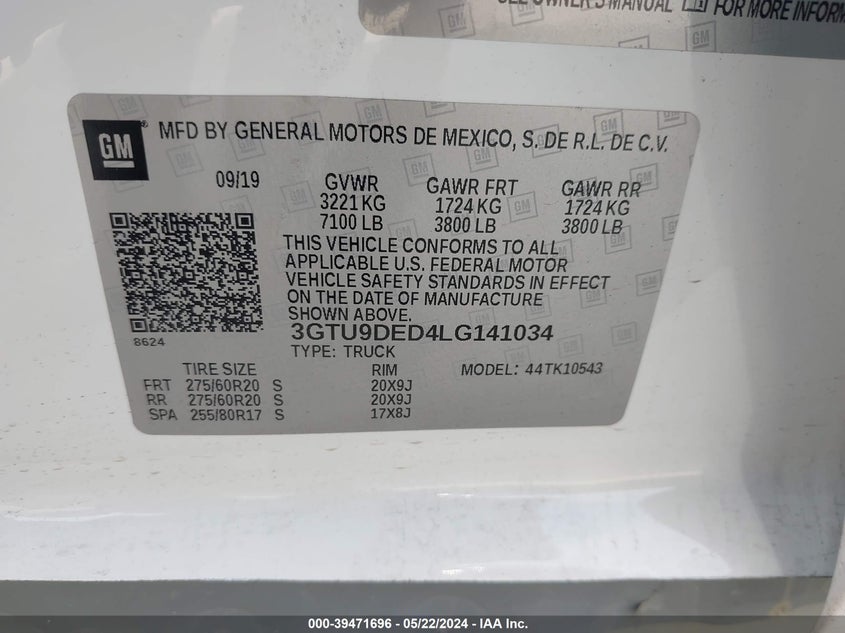 SEE OWNER'S MANUAL FOR MORE INFORM
GM
MFD BY GENERAL MOTORS DE MEXICO, S. DE R.L. DE C.V.
09/19 GVWR GAWR FRT GAWR RR
3221 KG 1724 KG 1724 KG
7100 LB 3800 LB 3800 LB
THIS VEHICLE CONFORMS TO ALL
APPLICABLE U.S. FEDERAL MOTOR
VEHICLE SAFETY STANDARDS IN EFFECT
ON THE DATE OF MANUFACTURE
SHOWN ABOVE.
8624 3GTU9DED4LG141034
TYPE: TRUCK
TIRE SIZE RIM MODEL: 44TK10543
FRT 275/60R20 S 20X9J
RR 275/60R20 S 20X9J
SPA 255/80R17 S 17X8J
000-39471696 - 05/22/2024 - IAA Inc.